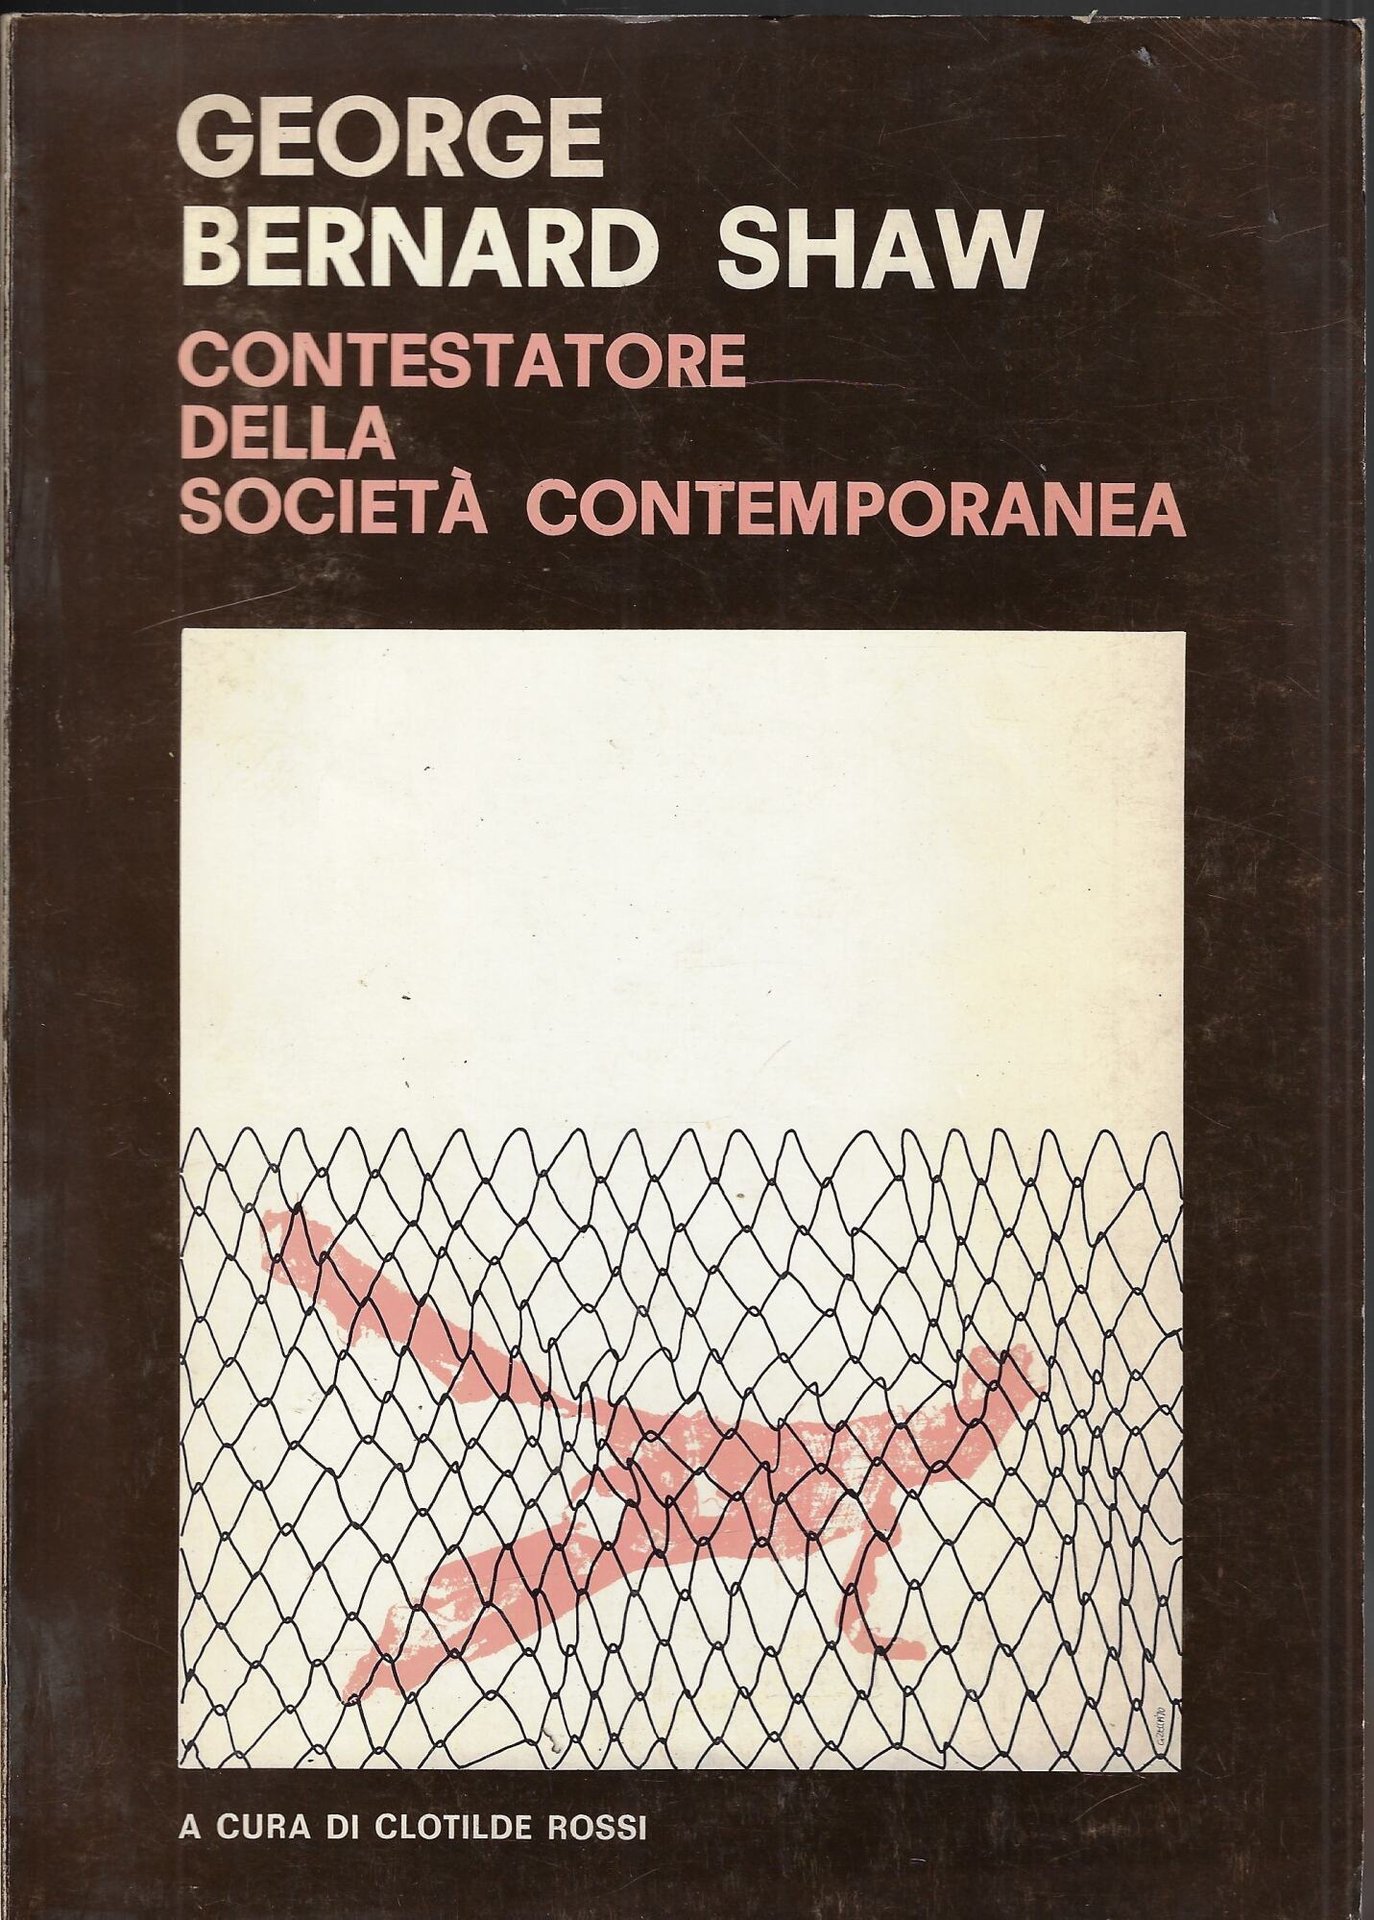 GEORGE
BERNARD SHAW
CONTESTATORE
DELLA
SOCIETÀ CONTEMPORANEA
A CURA DI CLOTILDE ROSSI